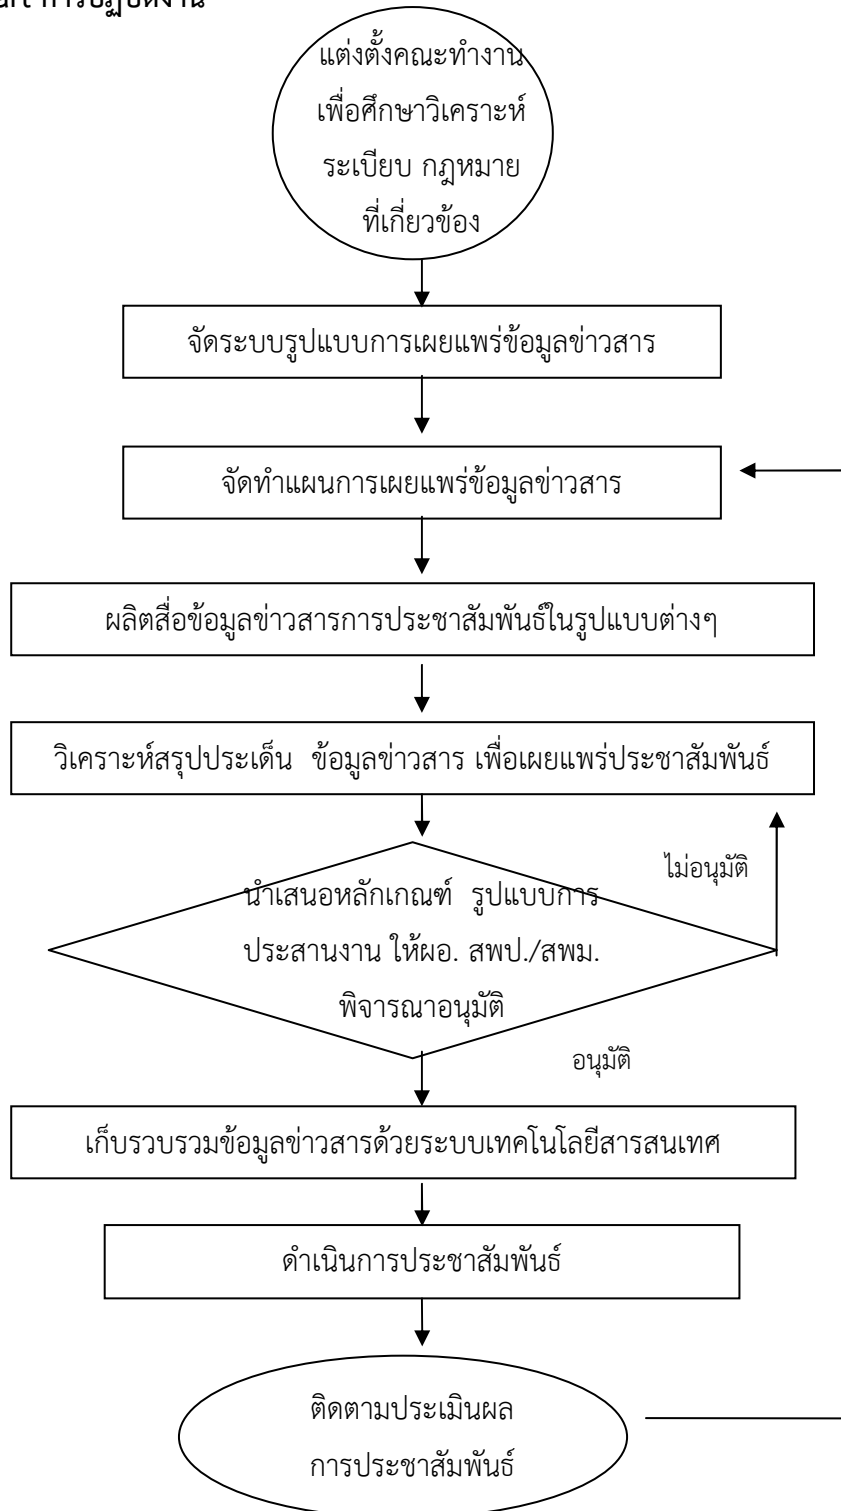 การปฏิบัติงาน
แต่งตั้งคณะทำงาน
เพื่อศึกษาวิเคราะห์
ระเบียบ กฎหมาย
ที่เกี่ยวข้อง
จัดระบบรูปแบบการเผยแพร่ข้อมูลข่าวสาร
จัดทำแผนการเผยแพร่ข้อมูลข่าวสาร
ผลิตสื่อข้อมูลข่าวสารการประชาสัมพันธ์ในรูปแบบต่างๆ
วิเคราะห์สรุปประเด็น ข้อมูลข่าวสาร เพื่อเผยแพร่ประชาสัมพันธ์
ไม่อนุมัติ
นำเสนอหลักเกณฑ์ รูปแบบการ
ประสานงาน ให้ผอ. สพป./สพม.
พิจารณาอนุมัติ
อนุมัติ
เก็บรวบรวมข้อมูลข่าวสารด้วยระบบเทคโนโลยีสารสนเทศ
ดำเนินการประชาสัมพันธ์
ติดตามประเมินผล
การประชาสัมพันธ์